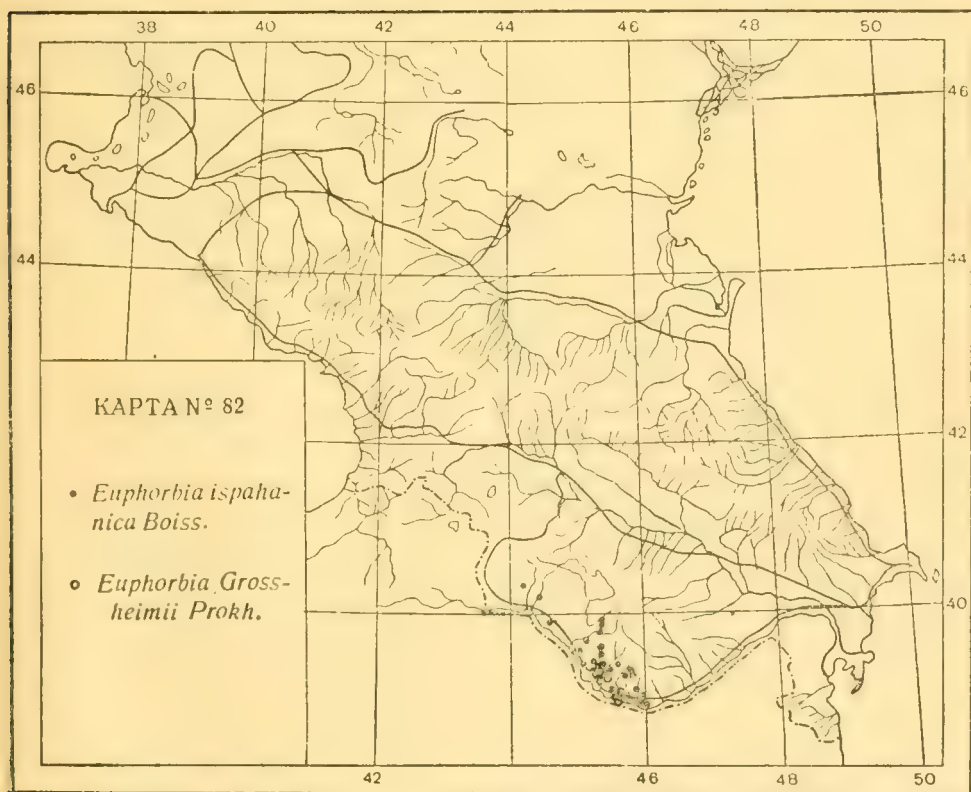 38 40 42 44 46 48 50
46 46
44 44
КАРТА № 82
42
• Euphorbia ispaha-
nica Boiss.
o Euphorbia Gross-
heimii Prokh.
40
42 46 48 50